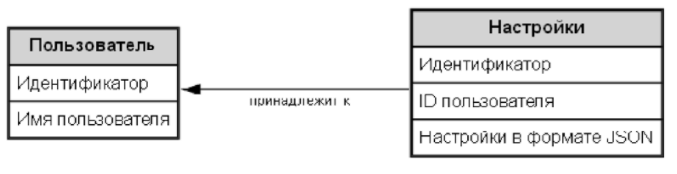 Пользователь
Идентификатор
Имя пользователя
принадлежит к
Настройки
Идентификатор
ID пользователя
Настройки в формате JSON